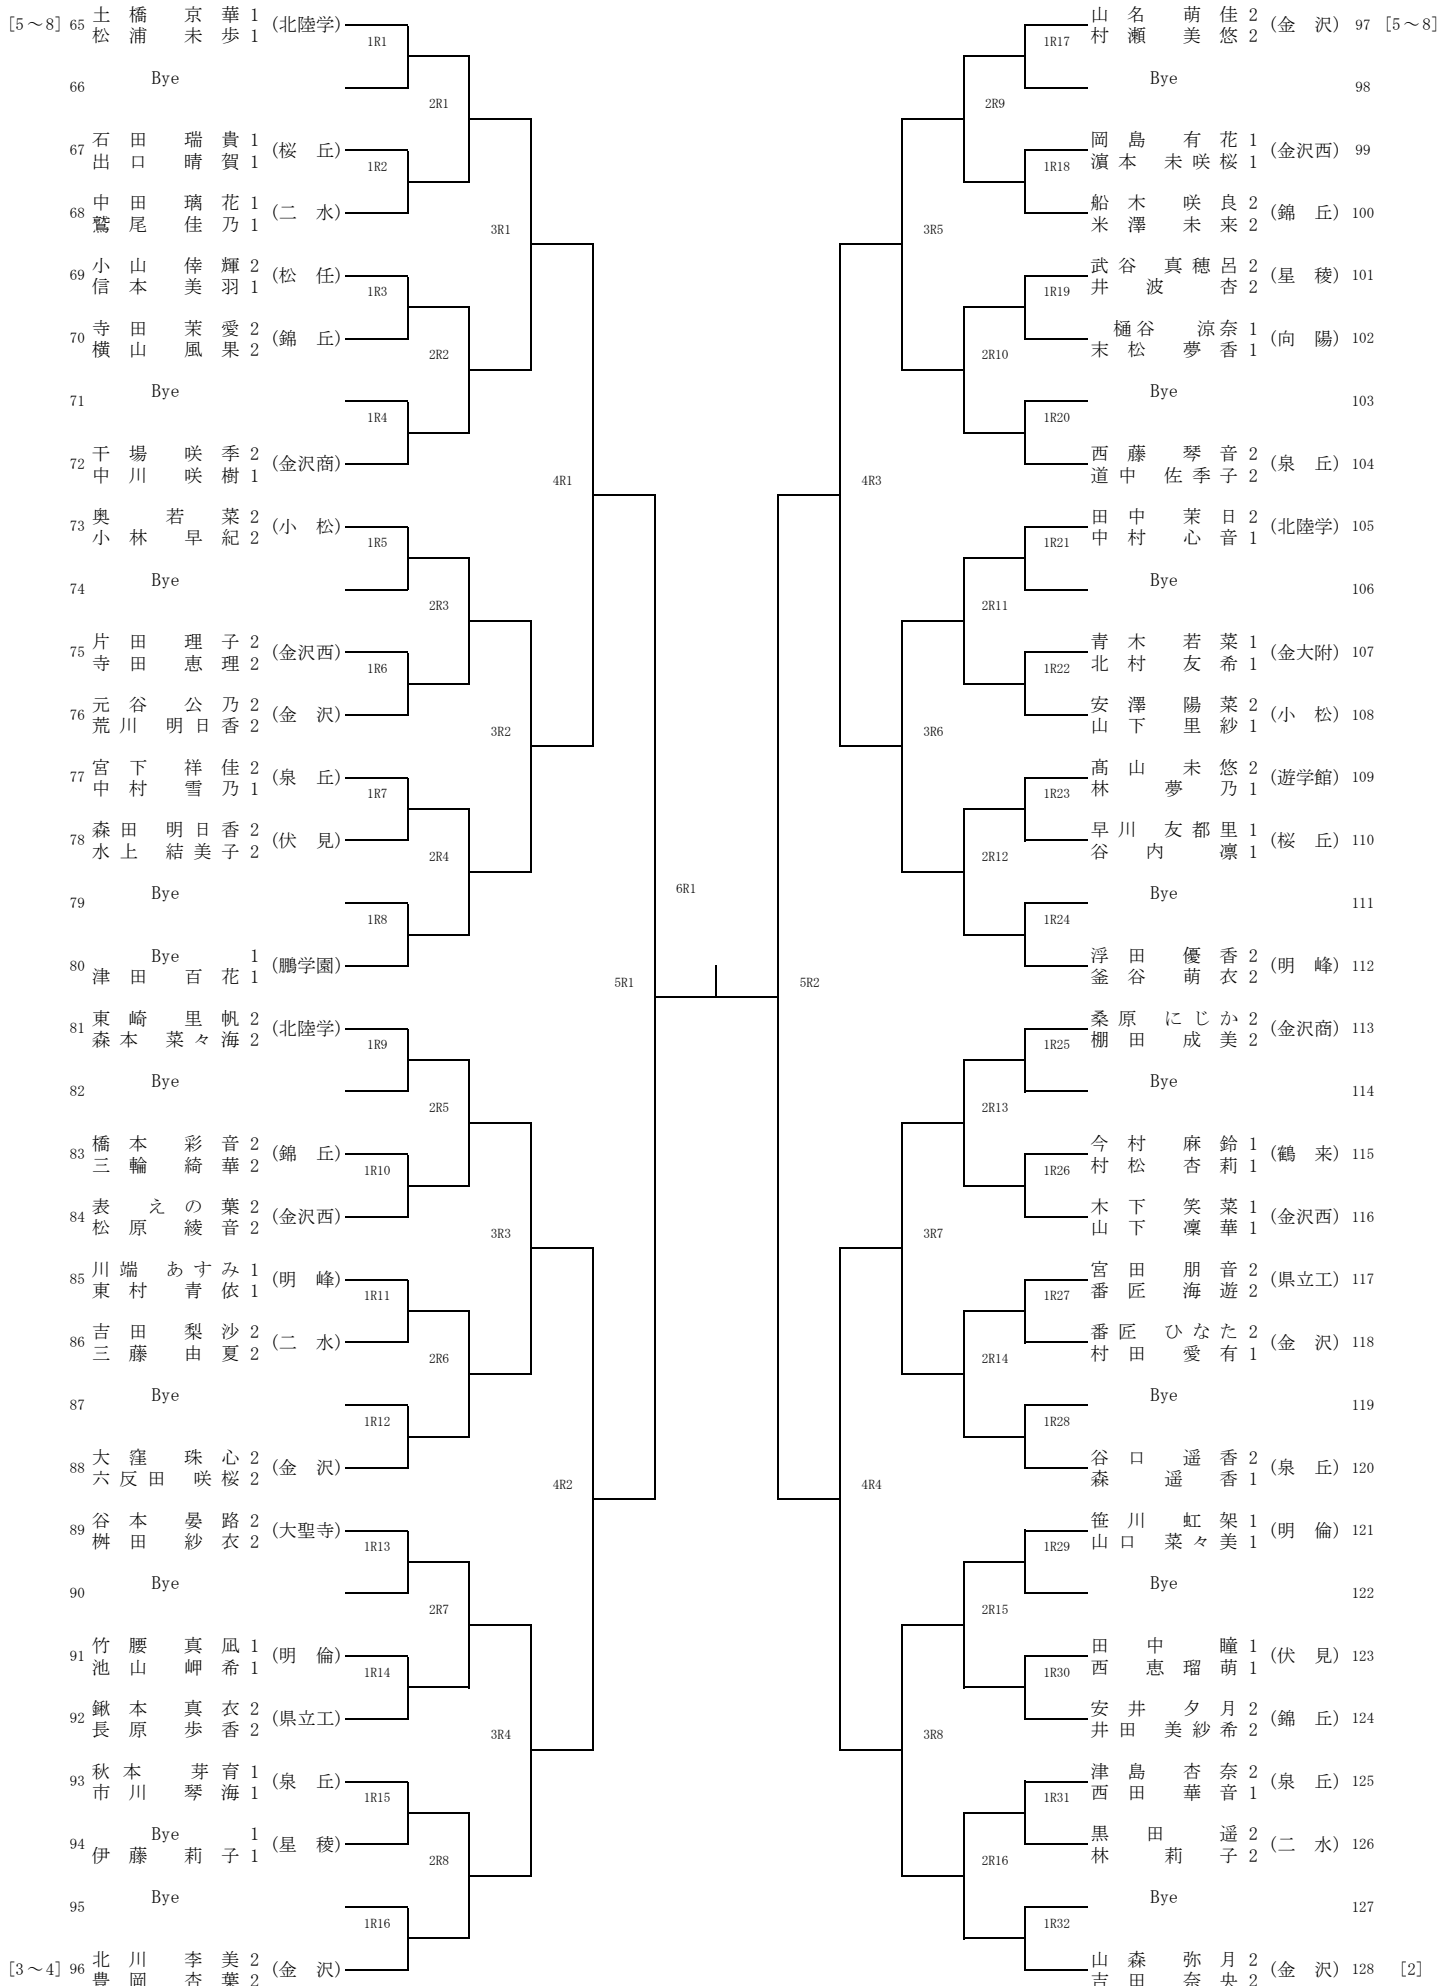 [5～8] 65 土橋 京華 1 (北陸学)
松浦 未歩 1
1R1
66 Bye
2R1
67 石田 瑞貴 1 (桜 丘)
出口 晴賀 1
1R2
68 中田 璃花 1 (二 水)
鷲尾 佳乃 1
3R1
69 小山 倖輝 2 (松 任)
信本 美羽 1
1R3
70 寺田 茉愛 2 (錦 丘)
横山 風果 2
2R2
71 Bye
1R4
72 干場 咲季 2 (金沢商)
中川 咲樹 1
4R1
73 奥 若菜 2 (小 松)
小林 早紀 2
1R5
74 Bye
2R3
75 片田 理子 2 (金沢西)
寺田 恵理 2
1R6
76 元谷 公乃 2 (金 沢)
荒川 明日香 2
3R2
77 宮下 祥佳 2 (泉 丘)
中村 雪乃 1
1R7
78 森田 明日香 2 (伏 見)
水上 結美子 2
2R4
79 Bye
1R8
80 Bye 1 (鵬学園)
津田 百花 1
5R1
81 東崎 里帆 2 (北陸学)
森本 菜々海 2
1R9
82 Bye
2R5
83 橋本 彩音 2 (錦 丘)
三輪 綺華 2
1R10
84 表 えの葉 2 (金沢西)
松原 綾音 2
3R3
85 川端 あすみ 1 (明 峰)
東村 青依 1
1R11
86 吉田 梨沙 2 (二 水)
三藤 由夏 2
2R6
87 Bye
1R12
88 大窪 珠心 2 (金 沢)
六反田 咲桜 2
4R2
89 谷本 晏路 2 (大聖寺)
桝田 紗衣 2
1R13
90 Bye
2R7
91 竹腰 真凪 1 (明 倫)
池山 岬希 1
1R14
92 鍬本 真衣 2 (県立工)
長原 歩香 2
3R4
93 秋本 芽育 1 (泉 丘)
市川 琴海 1
1R15
94 Bye 1 (星 稜)
伊藤 莉子 1
2R8
95 Bye
1R16
[3～4] 96 北川 李美 2 (金 沢)
豊岡 杏葉 2
6R1
山名 萌佳 2 (金 沢) 97 [5～8]
村瀬 美悠 2
1R17
Bye 98
2R9
岡島 有花 1 (金沢西) 99
濵本 未咲桜 1
1R18
船木 咲良 2 (錦 丘) 100
米澤 未来 2
3R5
武谷 真穂呂 2 (星 稜) 101
井波 杏 2
1R19
樋谷 涼奈 1 (向 陽) 102
末松 夢香 1
2R10
Bye 103
1R20
西藤 琴音 2 (泉 丘) 104
道中 佐季子 2
4R3
田中 茉日 2 (北陸学) 105
中村 心音 1
1R21
Bye 106
2R11
青木 若菜 1 (金大附) 107
北村 友希 1
1R22
安澤 陽菜 2 (小 松) 108
山下 里紗 1
3R6
髙山 未悠 2 (遊学館) 109
林 夢乃 1
1R23
早川 友都里 1 (桜 丘) 110
谷内 凛 1
2R12
Bye 111
1R24
浮田 優香 2 (明 峰) 112
釜谷 萌衣 2
5R2
桑原 にじか 2 (金沢商) 113
棚田 成美 2
1R25
Bye 114
2R13
今村 麻鈴 1 (鶴 来) 115
村松 杏莉 1
1R26
木下 笑菜 1 (金沢西) 116
山下 凜華 1
3R7
宮田 朋音 2 (県立工) 117
番匠 海遊 2
1R27
番匠 ひなた 2 (金 沢) 118
村田 愛有 1
2R14
Bye 119
1R28
谷口 遥香 2 (泉 丘) 120
森 遥香 1
4R4
笹川 虹架 1 (明 倫) 121
山口 菜々美 1
1R29
Bye 122
2R15
田中 瞳 1 (伏 見) 123
西 恵瑠萌 1
1R30
安井 夕月 2 (錦 丘) 124
井田 美紗希 2
3R8
津島 杏奈 2 (泉 丘) 125
西田 華音 1
1R31
黒田 遥 2 (二 水) 126
林 莉子 2
2R16
Bye 127
1R32
山森 弥月 2 (金 沢) 128 [2]
吉田 奈央 2